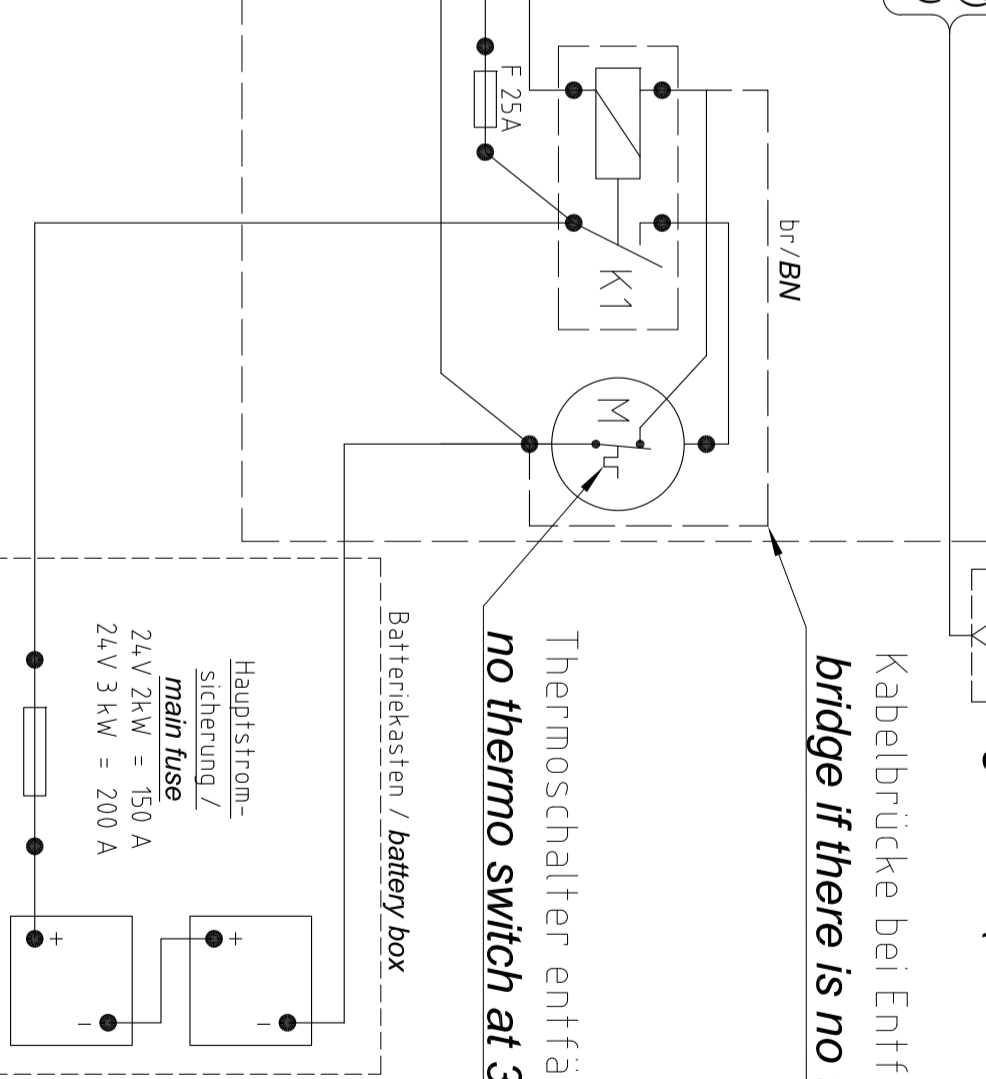 F 25A
K1
br/BN
M
Kabelbrücke bei Entf
bridge if there is no
Thermoschalter entfä
no thermo switch at 3
Batteriekasten / battery box
Hauptstrom-
sicherung /
main fuse
24V 2kW = 150 A
24V 3 kW = 200 A
+
−
+
−